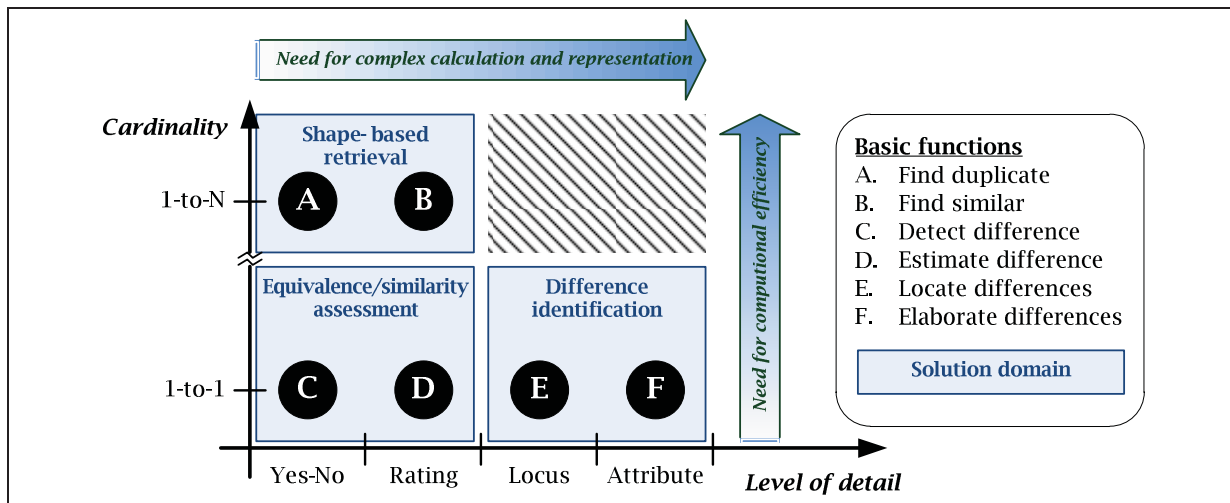 Need for complex calculation and representation
Cardinality
Shape- based
retrieval
1-to-N
A
B
Equivalence/similarity
assessment
Difference
identification
1-to-1
C
D
E
F
Yes-No
Rating
Locus
Attribute
Level of detail
Need for computational efficiency
Basic functions
A. Find duplicate
B. Find similar
C. Detect difference
D. Estimate difference
E. Locate differences
F. Elaborate differences
Solution domain